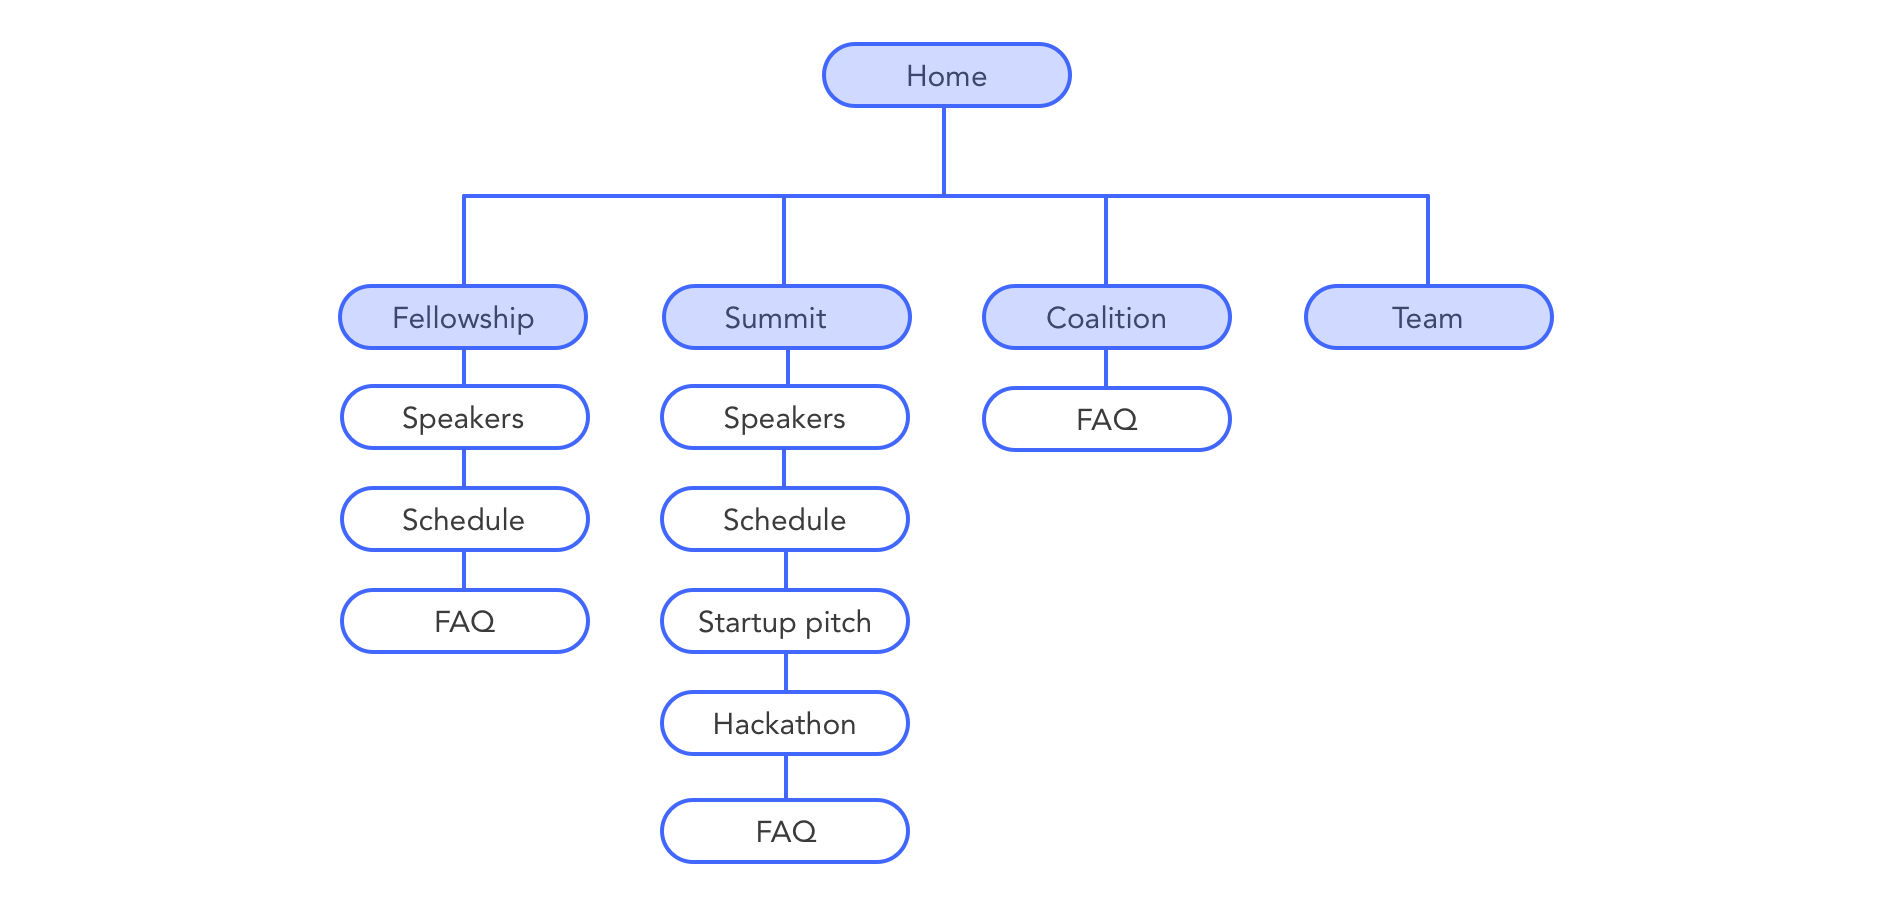 Home
Fellowship
Summit
Coalition
Team
Speakers
Speakers
FAQ
Schedule
Schedule
FAQ
Startup pitch
Hackathon
FAQ